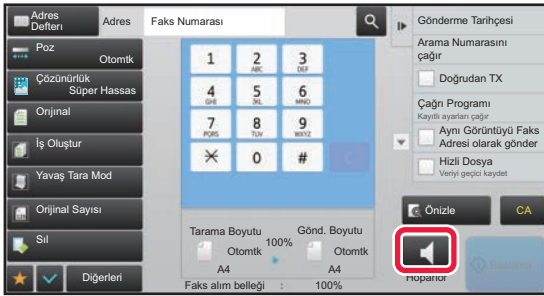 Adres
Defteri
Adres
Faks Numarası
Poz
Otomtk
Çözünürlük
Süper Hassas
Orijinal
İş Oluştur
Yavaş Tara Mod
Orijinal Sayısı
Sil
Diğerleri
1
2
ABC
3
DEF
4
GHI
5
JKL
6
MNO
7
PQRS
8
TUV
9
WXYZ
0
#
C
Tarama Boyutu
100%
Gönd. Boyutu
Otomtk
Otomtk
A4
A4
Faks alım belleği : 100%
Gönderme Tarihçesi
Arama Numarasını
çağır
Doğrudan TX
Çağrı Programı
Kayıtlı ayarları çağır
Aynı Görüntüyü Faks
Adresi olarak gönder
Hizli Dosya
Veriyi geçici kaydet
Önizle
CA
Hoparlör